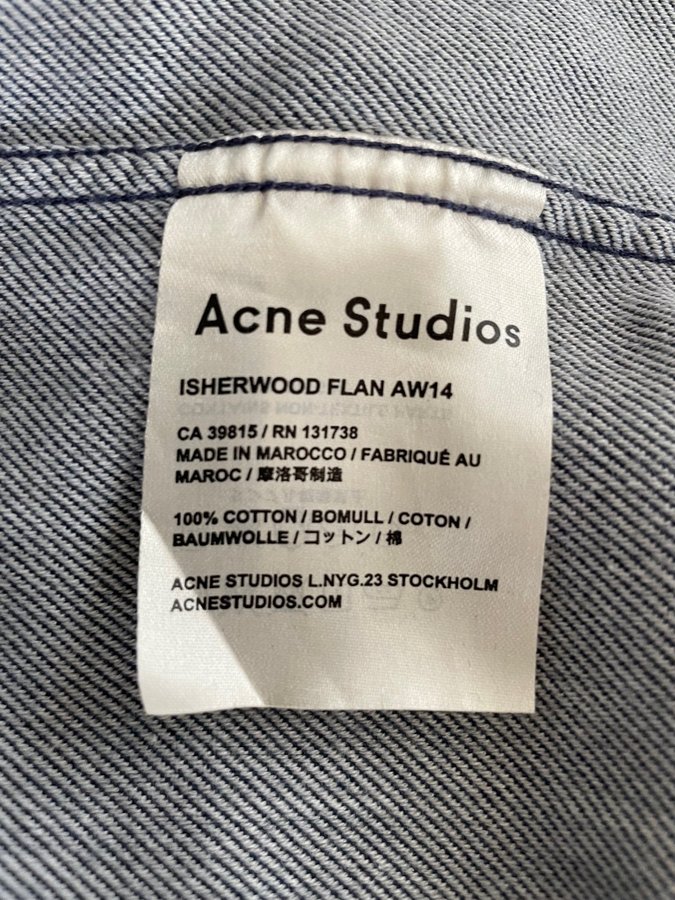 Acne Studios
ISHERWOOD FLAN AW14
CA 39815 / RN 131738
MADE IN MAROCCO / FABRIQUÉ AU
MAROC / 摩洛哥制造
100% COTTON / BOMULL / COTON /
BAUMWOLLE / コットン / 棉
ACNE STUDIOS L.NYG.23 STOCKHOLM
ACNESTUDIOS.COM